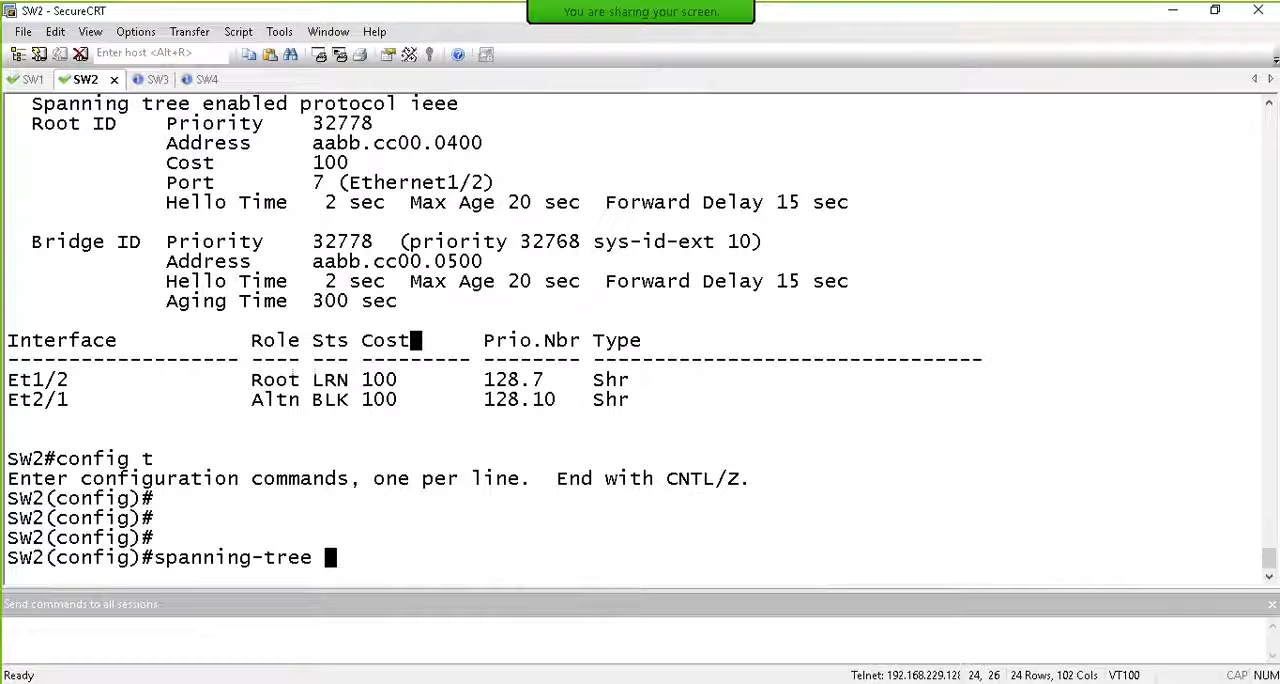 SW2 - SecureCRT
You are sharing your screen.
File Edit View Options Transfer Script Tools Window Help
Enter host <Alt+R>
SW1 SW2 SW3 SW4
Spanning tree enabled protocol ieee
Root ID Priority 32778
Address aabb.cc00.0400
Cost 100
Port 7 (Ethernet1/2)
Hello Time 2 sec Max Age 20 sec Forward Delay 15 sec
Bridge ID Priority 32778 (priority 32768 sys-id-ext 10)
Address aabb.cc00.0500
Hello Time 2 sec Max Age 20 sec Forward Delay 15 sec
Aging Time 300 sec
Interface Role Sts Cost Prio.Nbr Type
------------------- ---- --- --------- -------- --------------------------------
Et1/2 Root LRN 100 128.7 Shr
Et2/1 Altn BLK 100 128.10 Shr
SW2#config t
Enter configuration commands, one per line. End with CNTL/Z.
SW2(config)#
SW2(config)#
SW2(config)#
SW2(config)#spanning-tree
Send commands to all sessions
Ready Telnet: 192.168.229.128 24, 26 24 Rows, 102 Cols VT100 CAP NUM